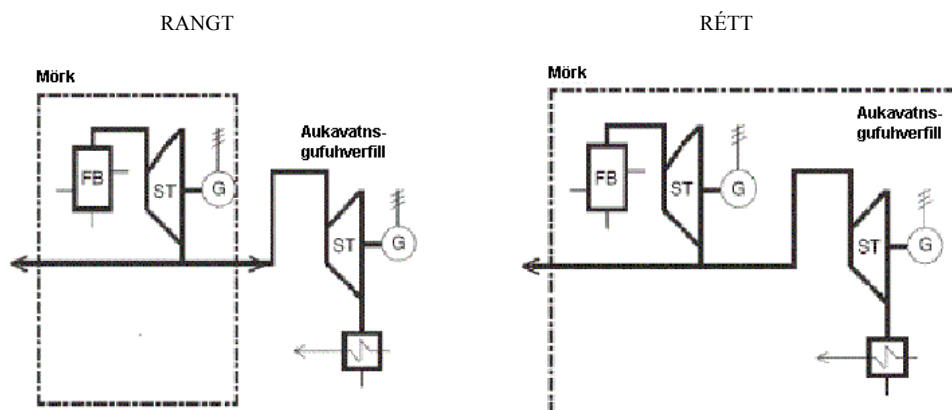 RANGT
RÉTT
Mörk
Aukavatns-
gufuhverfill
FB
ST
G
ST
G
Mörk
Aukavatns-
gufuhverfill
FB
ST
G
ST
G